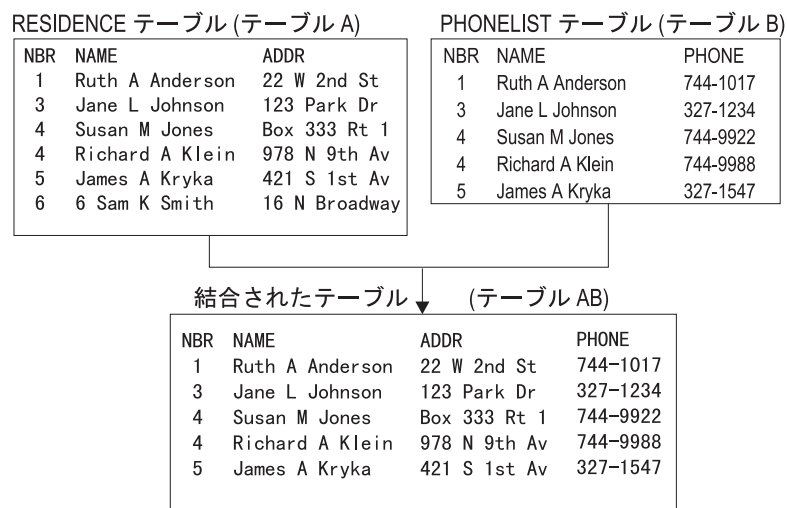 RESIDENCE テーブル (テーブル A)
NBR NAME ADDR
1 Ruth A Anderson 22 W 2nd St
3 Jane L Johnson 123 Park Dr
4 Susan M Jones Box 333 Rt 1
4 Richard A Klein 978 N 9th Av
5 James A Kryka 421 S 1st Av
6 6 Sam K Smith 16 N Broadway
PHONELIST テーブル (テーブル B)
NBR NAME PHONE
1 Ruth A Anderson 744-1017
3 Jane L Johnson 327-1234
4 Susan M Jones 744-9922
4 Richard A Klein 744-9988
5 James A Kryka 327-1547
結合されたテーブル (テーブル AB)
NBR NAME ADDR PHONE
1 Ruth A Anderson 22 W 2nd St 744-1017
3 Jane L Johnson 123 Park Dr 327-1234
4 Susan M Jones Box 333 Rt 1 744-9922
4 Richard A Klein 978 N 9th Av 744-9988
5 James A Kryka 421 S 1st Av 327-1547